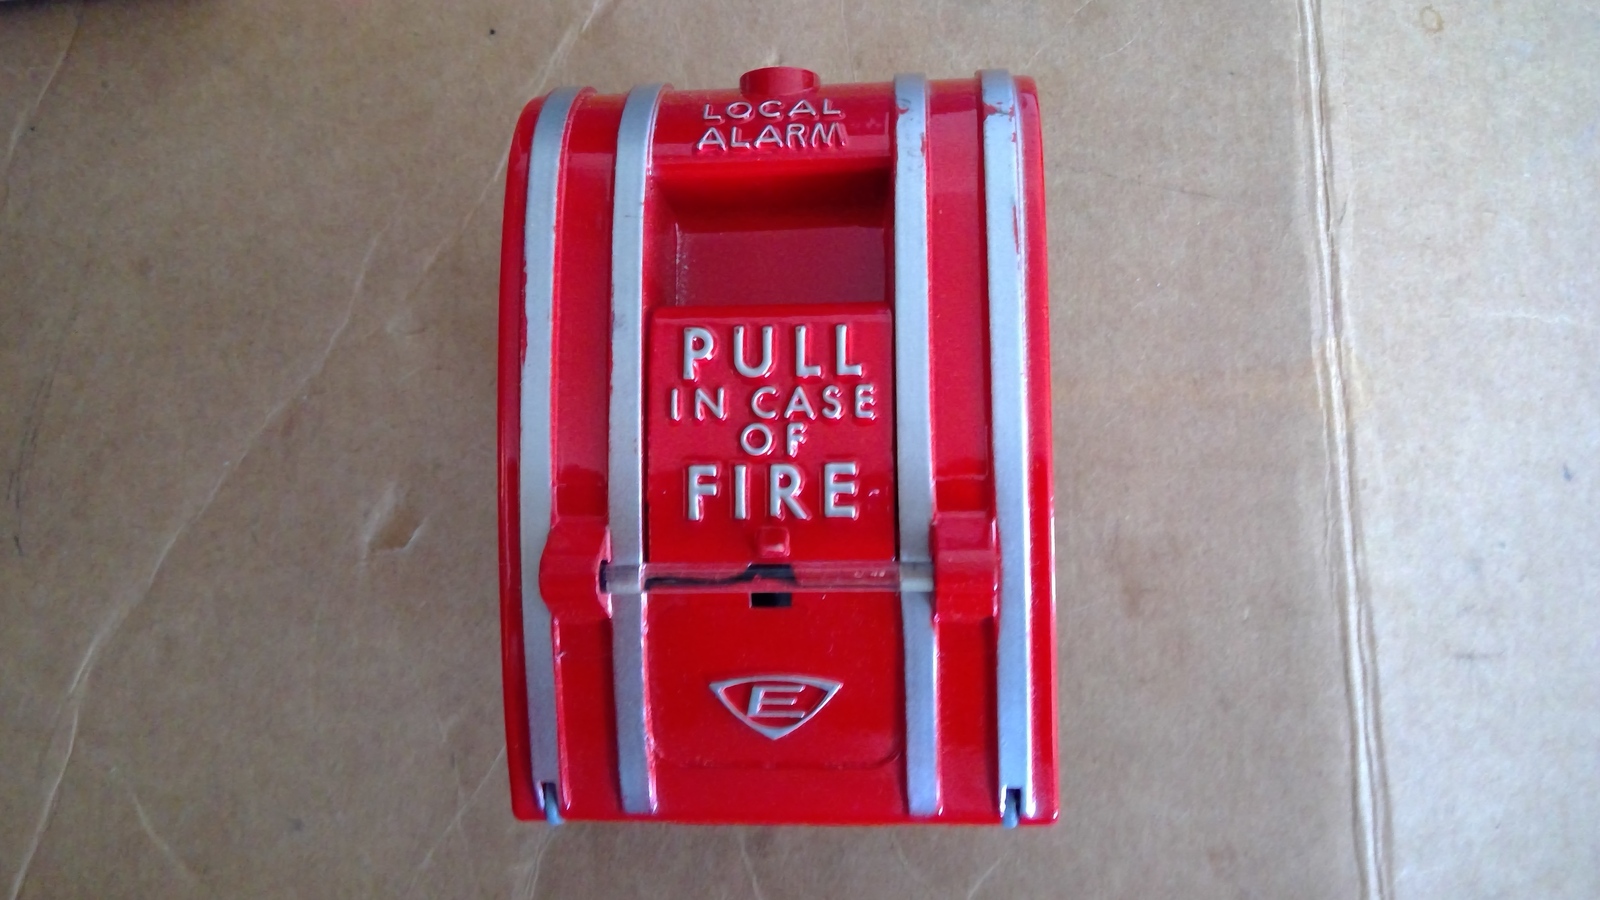 LOCAL
ALARM
PULL
IN CASE
OF
FIRE
E